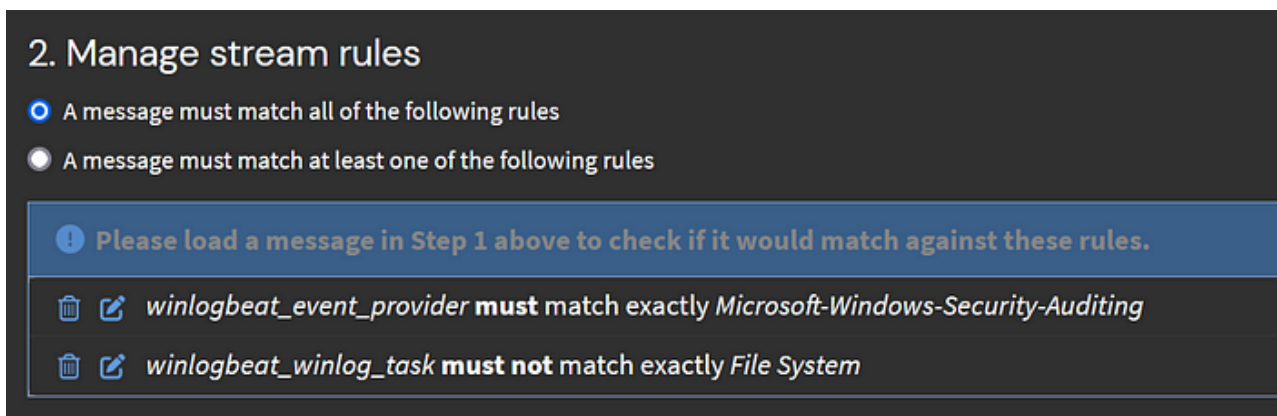 2. Manage stream rules
A message must match all of the following rules
A message must match at least one of the following rules
Please load a message in Step 1 above to check if it would match against these rules.
winlogbeat_event_provider must match exactly Microsoft-Windows-Security-Auditing
winlogbeat_winlog_task must not match exactly File System